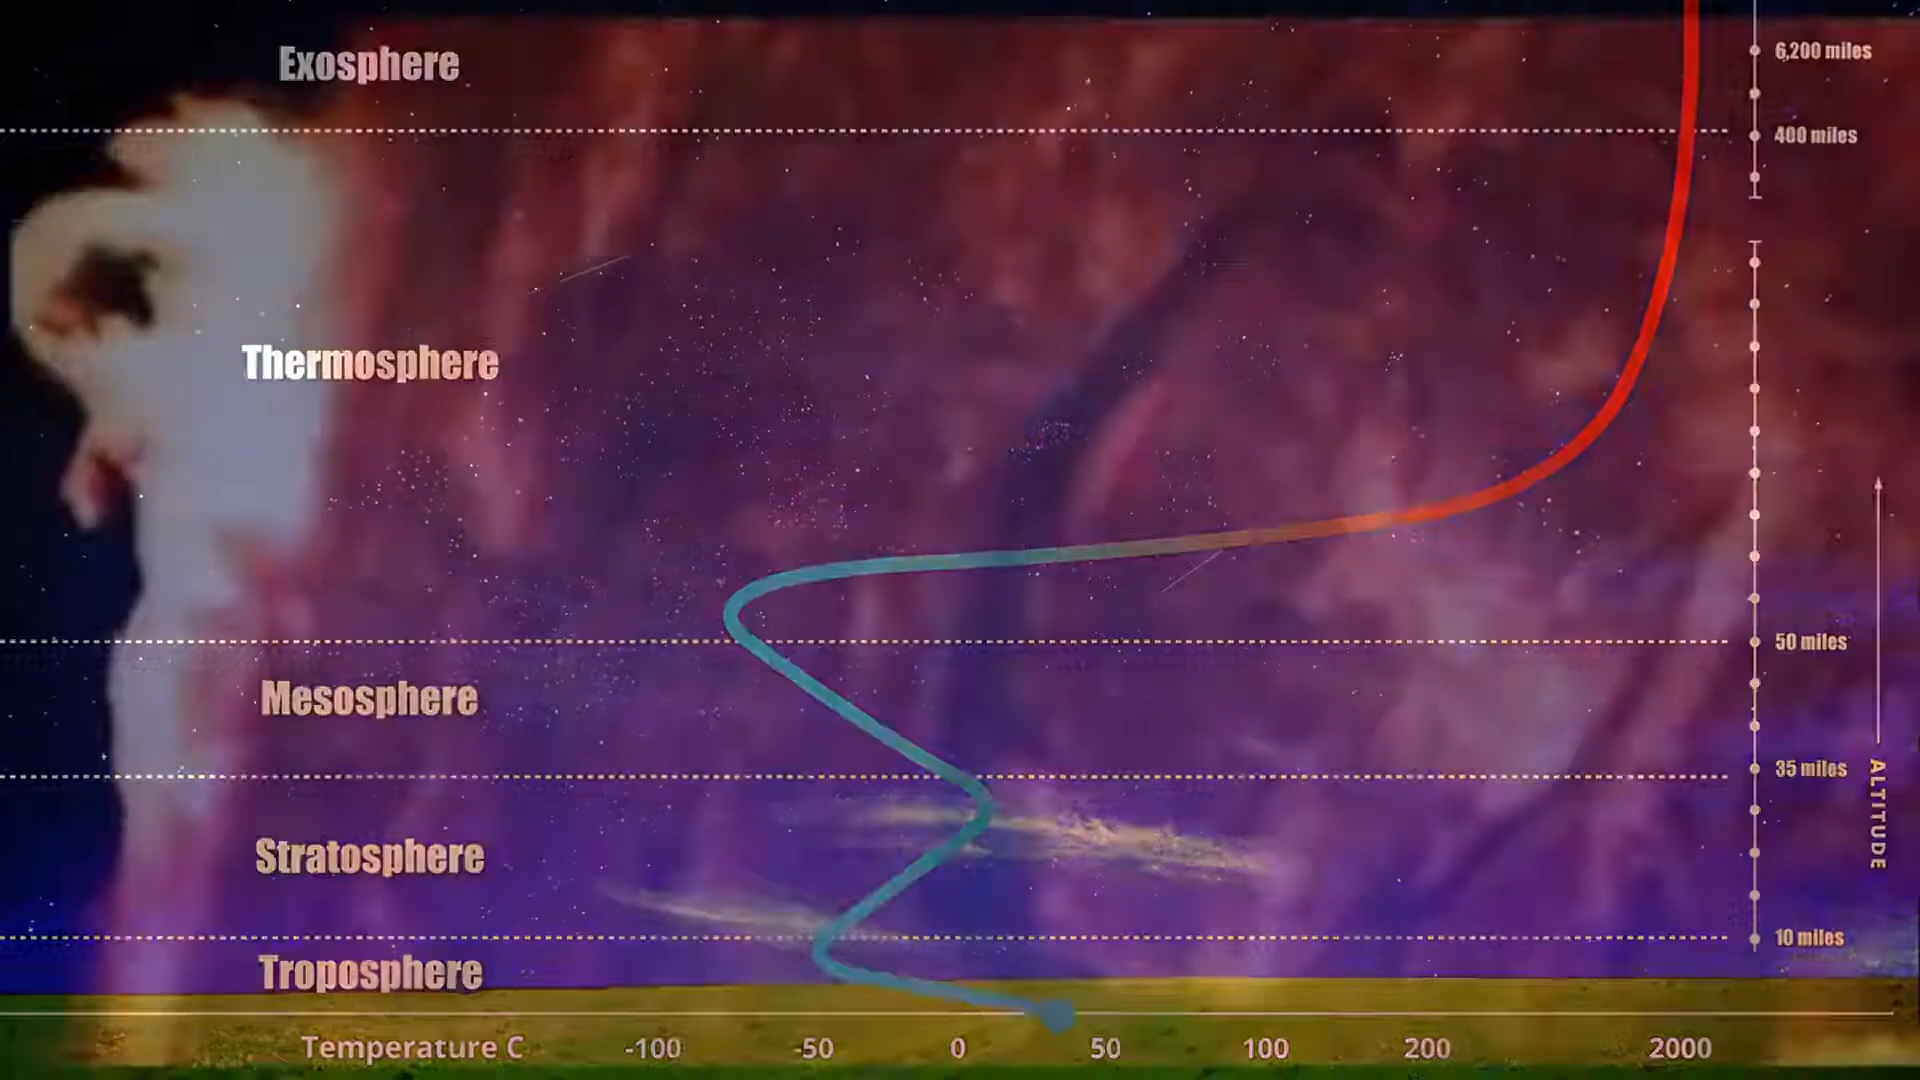 Exosphere
6,200 miles
400 miles
Thermosphere
50 miles
Mesosphere
35 miles
ALTITUDE
Stratosphere
10 miles
Troposphere
Temperature C -100 -50 0 50 100 200 2000